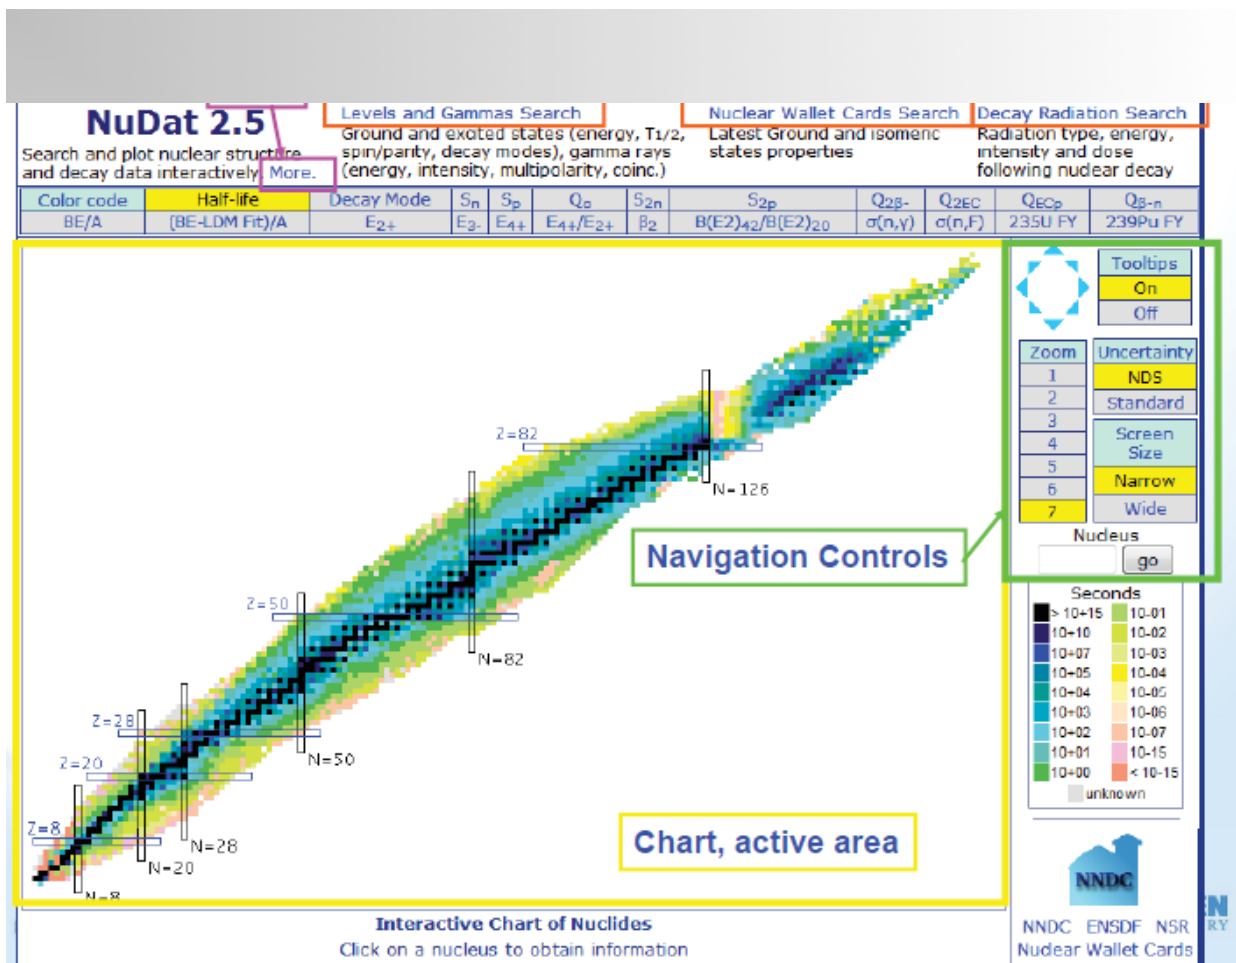 NuDat 2.5
Search and plot nuclear structure
and decay data interactively. More.
Levels and Gammas Search
Ground and excited states (energy, T1/2,
spin/parity, decay modes), gamma rays
(energy, intensity, multipolarity, coinc.)
Nuclear Wallet Cards Search
Latest Ground and isomeric
states properties
Decay Radiation Search
Radiation type, energy,
intensity and dose
following nuclear decay
Color code Half-life Decay Mode Sn Sp Qα S2n S2p Q2β- Q2EC QECp Qβ-n
BE/A (BE-LDM Fit)/A E2+ E3- E4+ E4+/E2+ β2 B(E2)42/B(E2)20 σ(n,γ) σ(n,F) 235U FY 239Pu FY
Tooltips
On
Off
Zoom
1
2
3
4
5
6
7
Uncertainty
NDS
Standard
Screen
Size
Narrow
Wide
Nucleus
go
Z=82
N=126
Navigation Controls
Z=50
N=82
Z=28
N=50
Z=20
N=28
Z=8
N=20
N=8
Chart, active area
Seconds
> 10+15 10-01
10+10 10-02
10+07 10-03
10+05 10-04
10+04 10-05
10+03 10-06
10+02 10-07
10+01 10-15
10+00 < 10-15
unknown
NNDC
Interactive Chart of Nuclides
Click on a nucleus to obtain information
NNDC ENSDF NSR
Nuclear Wallet Cards